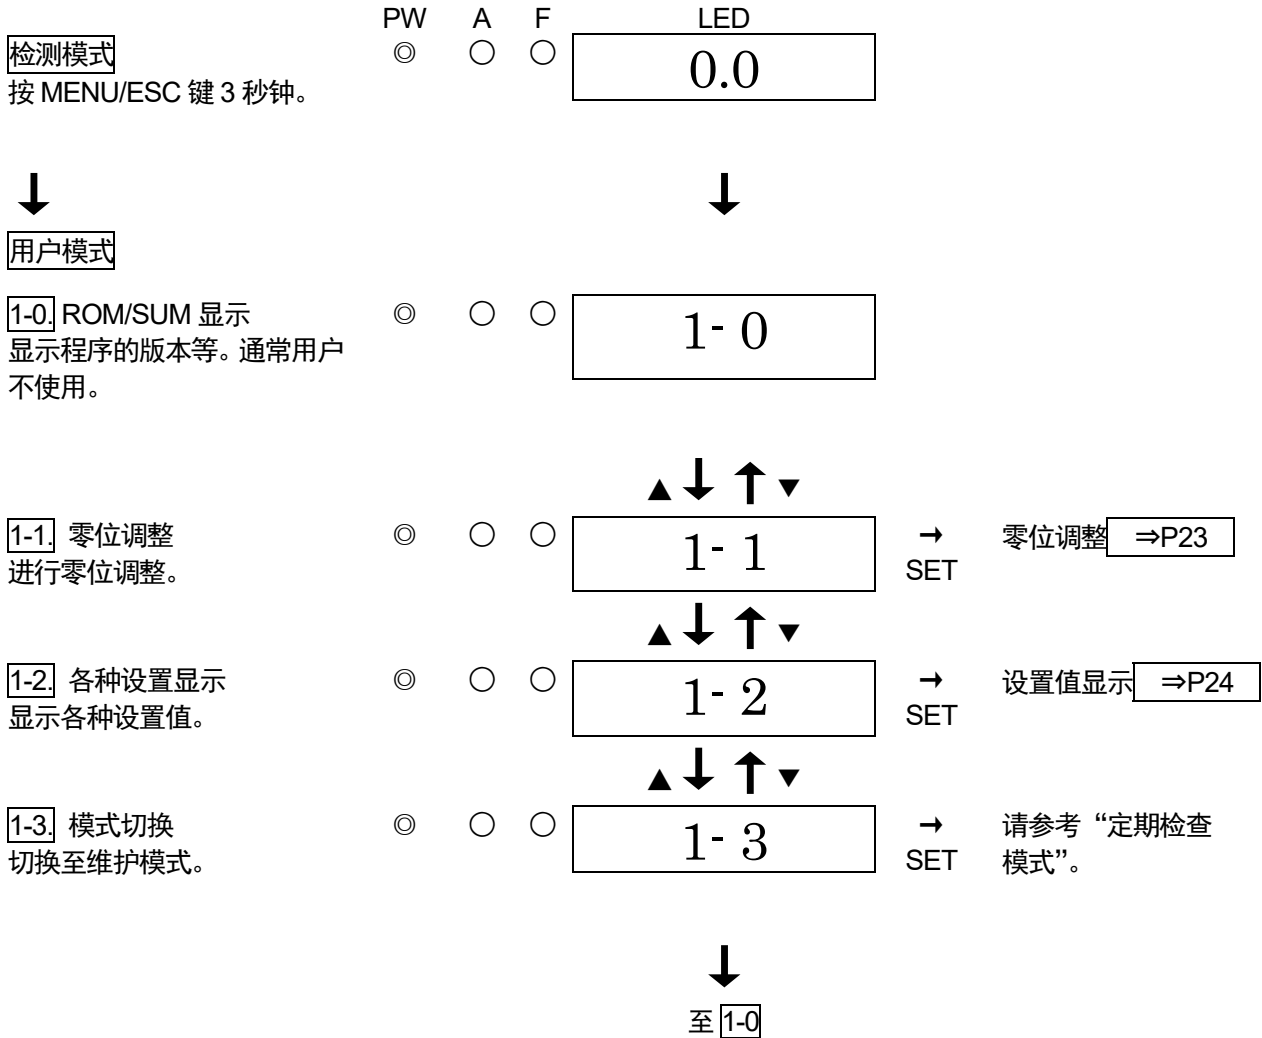 PW A F LED
检测模式 ◎ ○ ○ 0.0
按 MENU/ESC 键 3 秒钟。
↓ ↓
用户模式
1-0. ROM/SUM 显示 ◎ ○ ○ 1- 0
显示程序的版本等。通常用户
不使用。
▲ ↓ ↑ ▼
1-1. 零位调整 ◎ ○ ○ 1- 1 → 零位调整 ⇒P23
进行零位调整。 SET
▲ ↓ ↑ ▼
1-2. 各种设置显示 ◎ ○ ○ 1- 2 → 设置值显示 ⇒P24
显示各种设置值。 SET
▲ ↓ ↑ ▼
1-3. 模式切换 ◎ ○ ○ 1- 3 → 请参考“定期检查
切换至维护模式。 SET 模式”。
↓
至 1-0